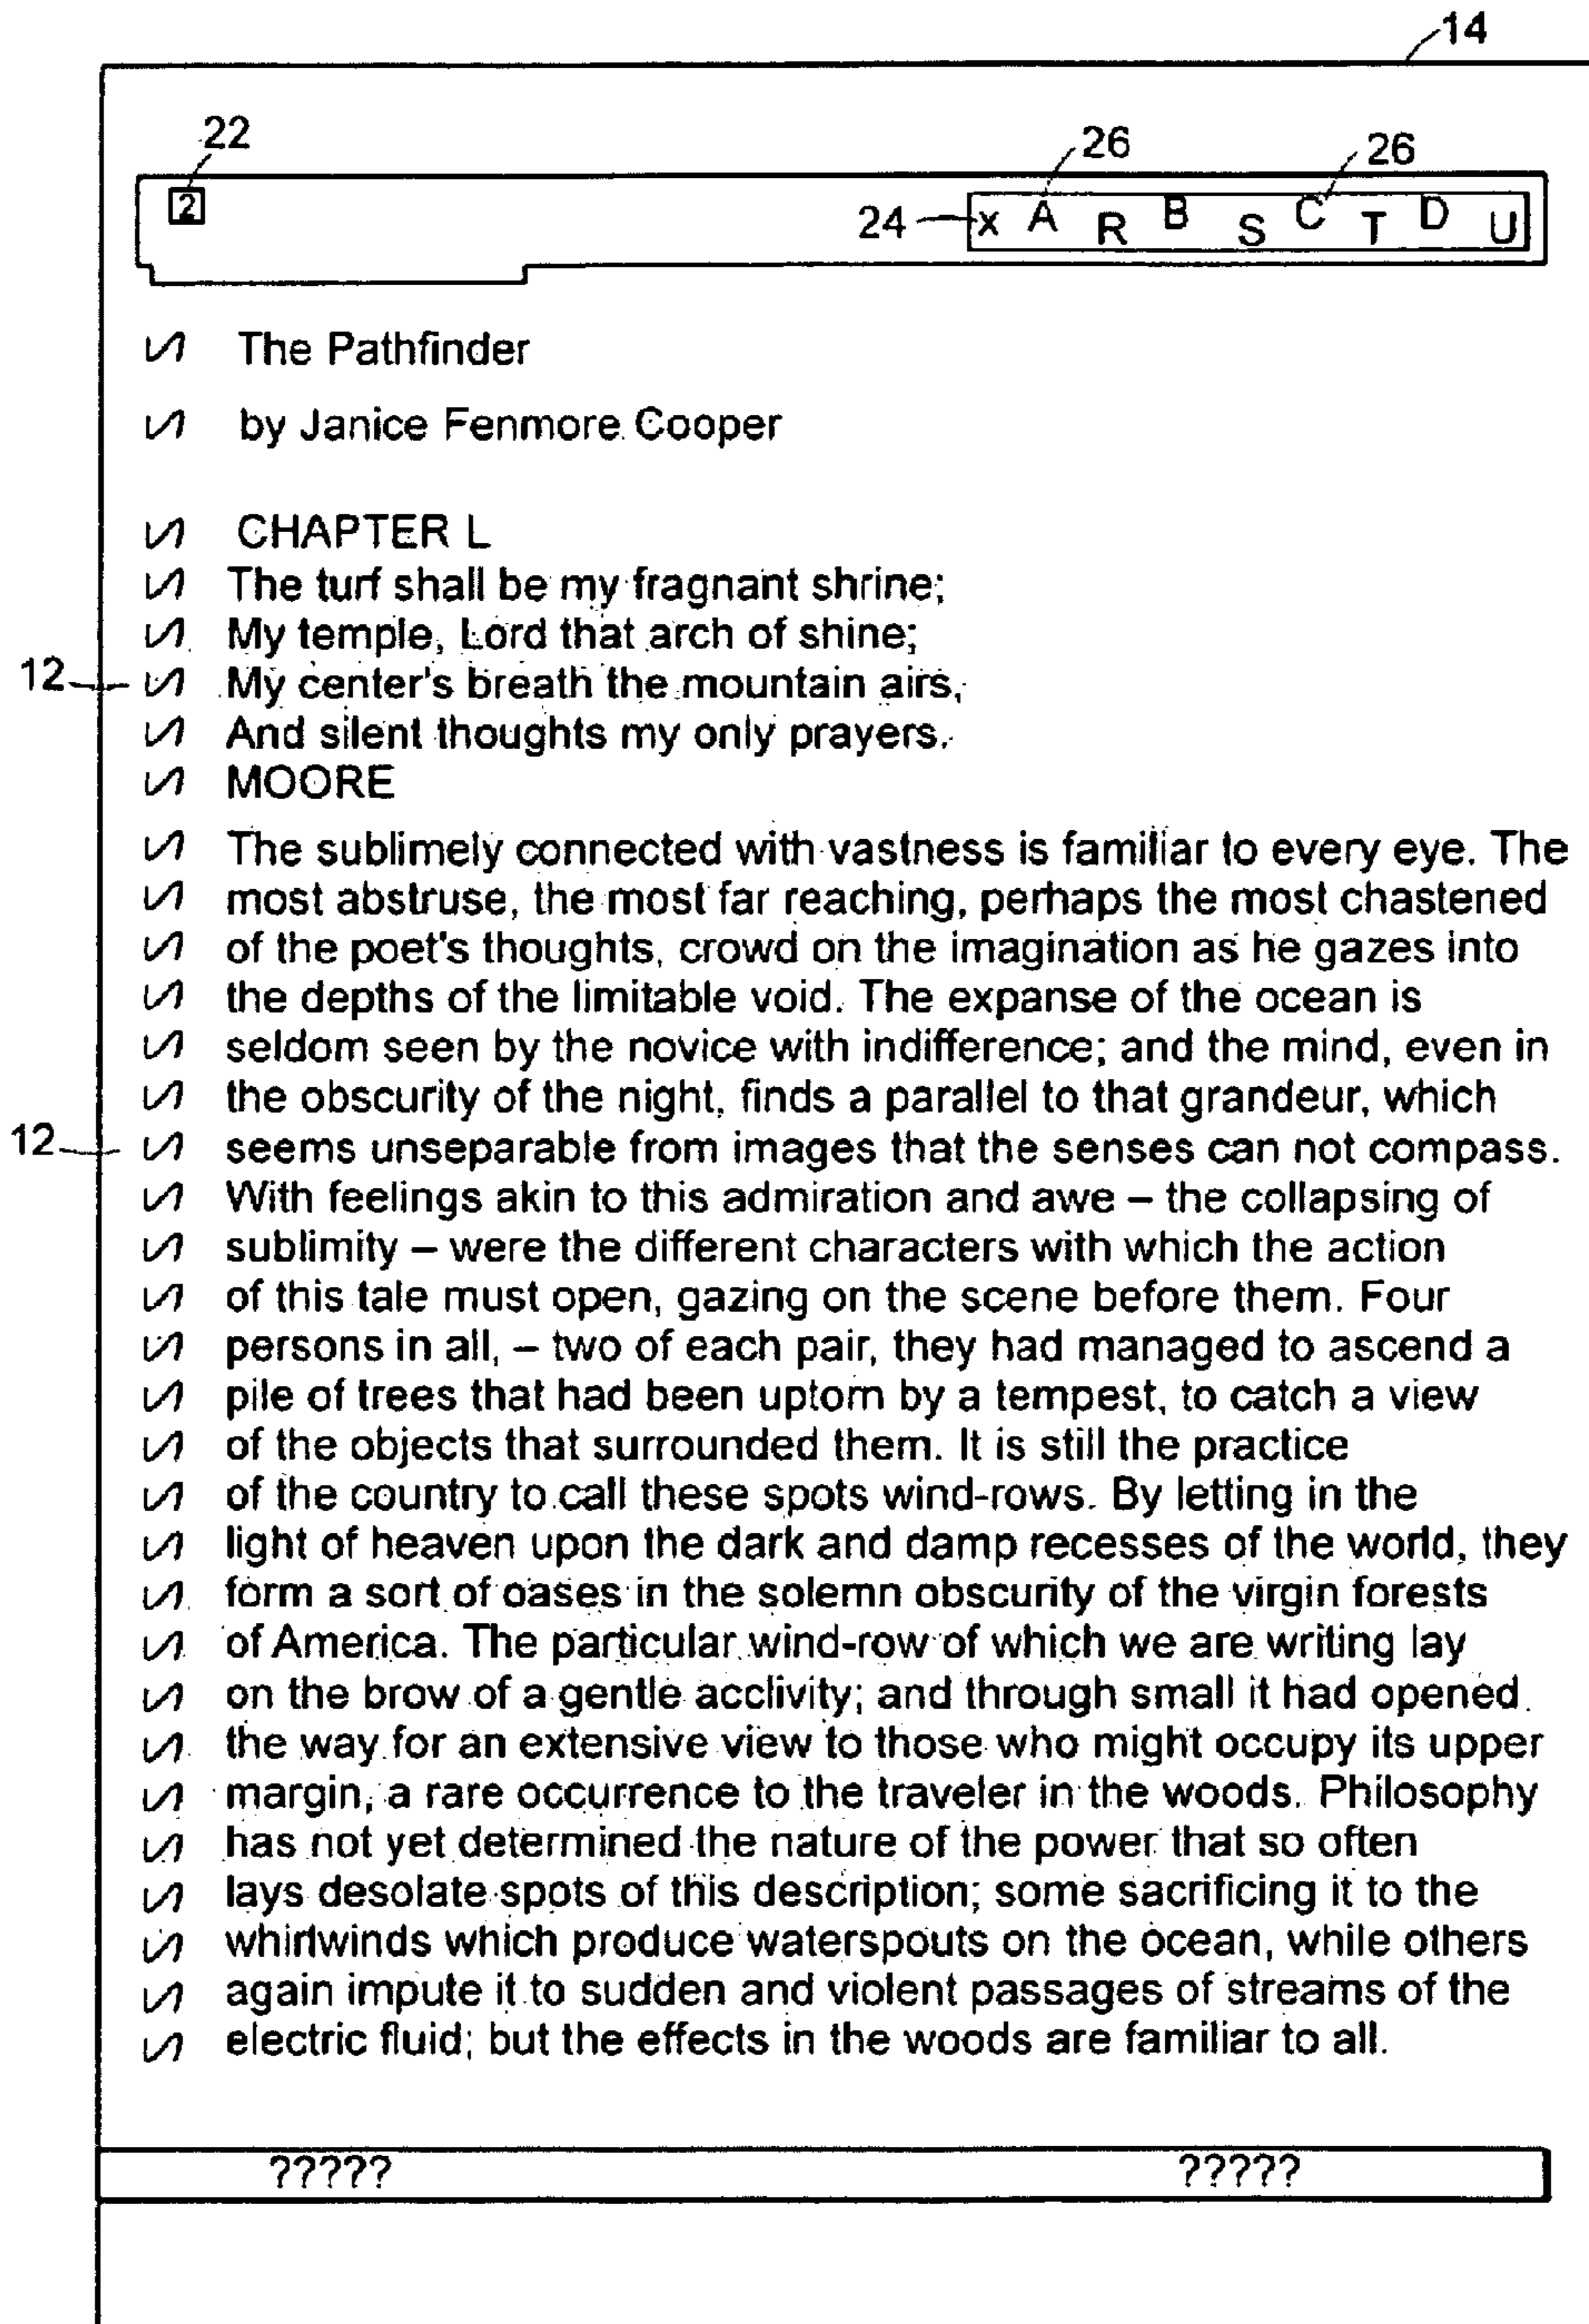 14
22
26
26
2
24
x A R B S C T D U
The Pathfinder
by Janice Fenmore Cooper
CHAPTER L
The turf shall be my fragnant shrine;
My temple, Lord that arch of shine;
12
My center's breath the mountain airs,
And silent thoughts my only prayers.
MOORE
The sublimely connected with vastness is familiar to every eye. The
most abstruse, the most far reaching, perhaps the most chastened
of the poet's thoughts, crowd on the imagination as he gazes into
the depths of the limitable void. The expanse of the ocean is
seldom seen by the novice with indifference; and the mind, even in
the obscurity of the night, finds a parallel to that grandeur, which
12
seems unseparable from images that the senses can not compass.
With feelings akin to this admiration and awe – the collapsing of
sublimity – were the different characters with which the action
of this tale must open, gazing on the scene before them. Four
persons in all, – two of each pair, they had managed to ascend a
pile of trees that had been uptorn by a tempest, to catch a view
of the objects that surrounded them. It is still the practice
of the country to call these spots wind-rows. By letting in the
light of heaven upon the dark and damp recesses of the world, they
form a sort of oases in the solemn obscurity of the virgin forests
of America. The particular wind-row of which we are writing lay
on the brow of a gentle acclivity; and through small it had opened
the way for an extensive view to those who might occupy its upper
margin, a rare occurrence to the traveler in the woods. Philosophy
has not yet determined the nature of the power that so often
lays desolate spots of this description; some sacrificing it to the
whirlwinds which produce waterspouts on the ocean, while others
again impute it to sudden and violent passages of streams of the
electric fluid; but the effects in the woods are familiar to all.
????? ?????